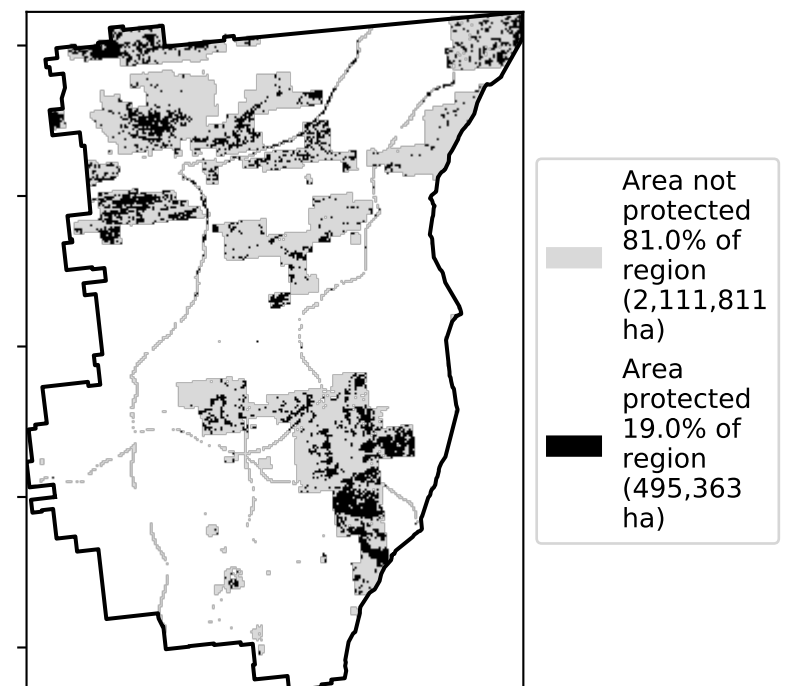 Area not
protected
81.0% of
region
(2,111,811
ha)
Area
protected
19.0% of
region
(495,363
ha)